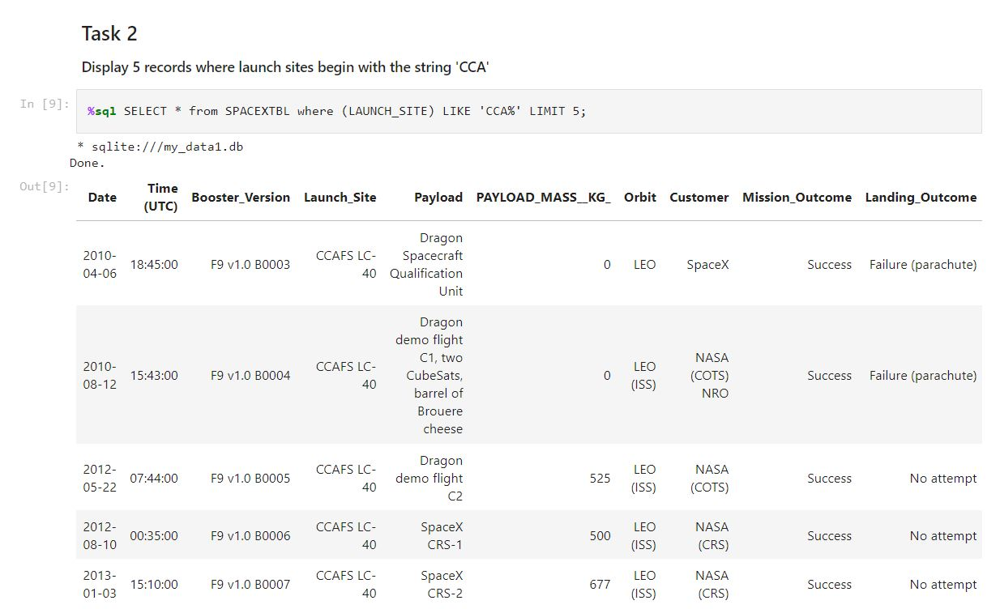 Task 2
Display 5 records where launch sites begin with the string 'CCA'
In [9]: %sql SELECT * from SPACEXTBL where (LAUNCH_SITE) LIKE 'CCA%' LIMIT 5;
* sqlite:///my_data1.db
Done.
Out[9]:
Date Time (UTC) Booster_Version Launch_Site Payload PAYLOAD_MASS__KG_ Orbit Customer Mission_Outcome Landing_Outcome
2010-04-06 18:45:00 F9 v1.0 B0003 CCAFS LC-40 Dragon Spacecraft Qualification Unit 0 LEO SpaceX Success Failure (parachute)
2010-08-12 15:43:00 F9 v1.0 B0004 CCAFS LC-40 Dragon demo flight C1, two CubeSats, barrel of Brouere cheese 0 LEO (ISS) NASA (COTS) NRO Success Failure (parachute)
2012-05-22 07:44:00 F9 v1.0 B0005 CCAFS LC-40 Dragon demo flight C2 525 LEO (ISS) NASA (COTS) Success No attempt
2012-08-10 00:35:00 F9 v1.0 B0006 CCAFS LC-40 SpaceX CRS-1 500 LEO (ISS) NASA (CRS) Success No attempt
2013-01-03 15:10:00 F9 v1.0 B0007 CCAFS LC-40 SpaceX CRS-2 677 LEO (ISS) NASA (CRS) Success No attempt